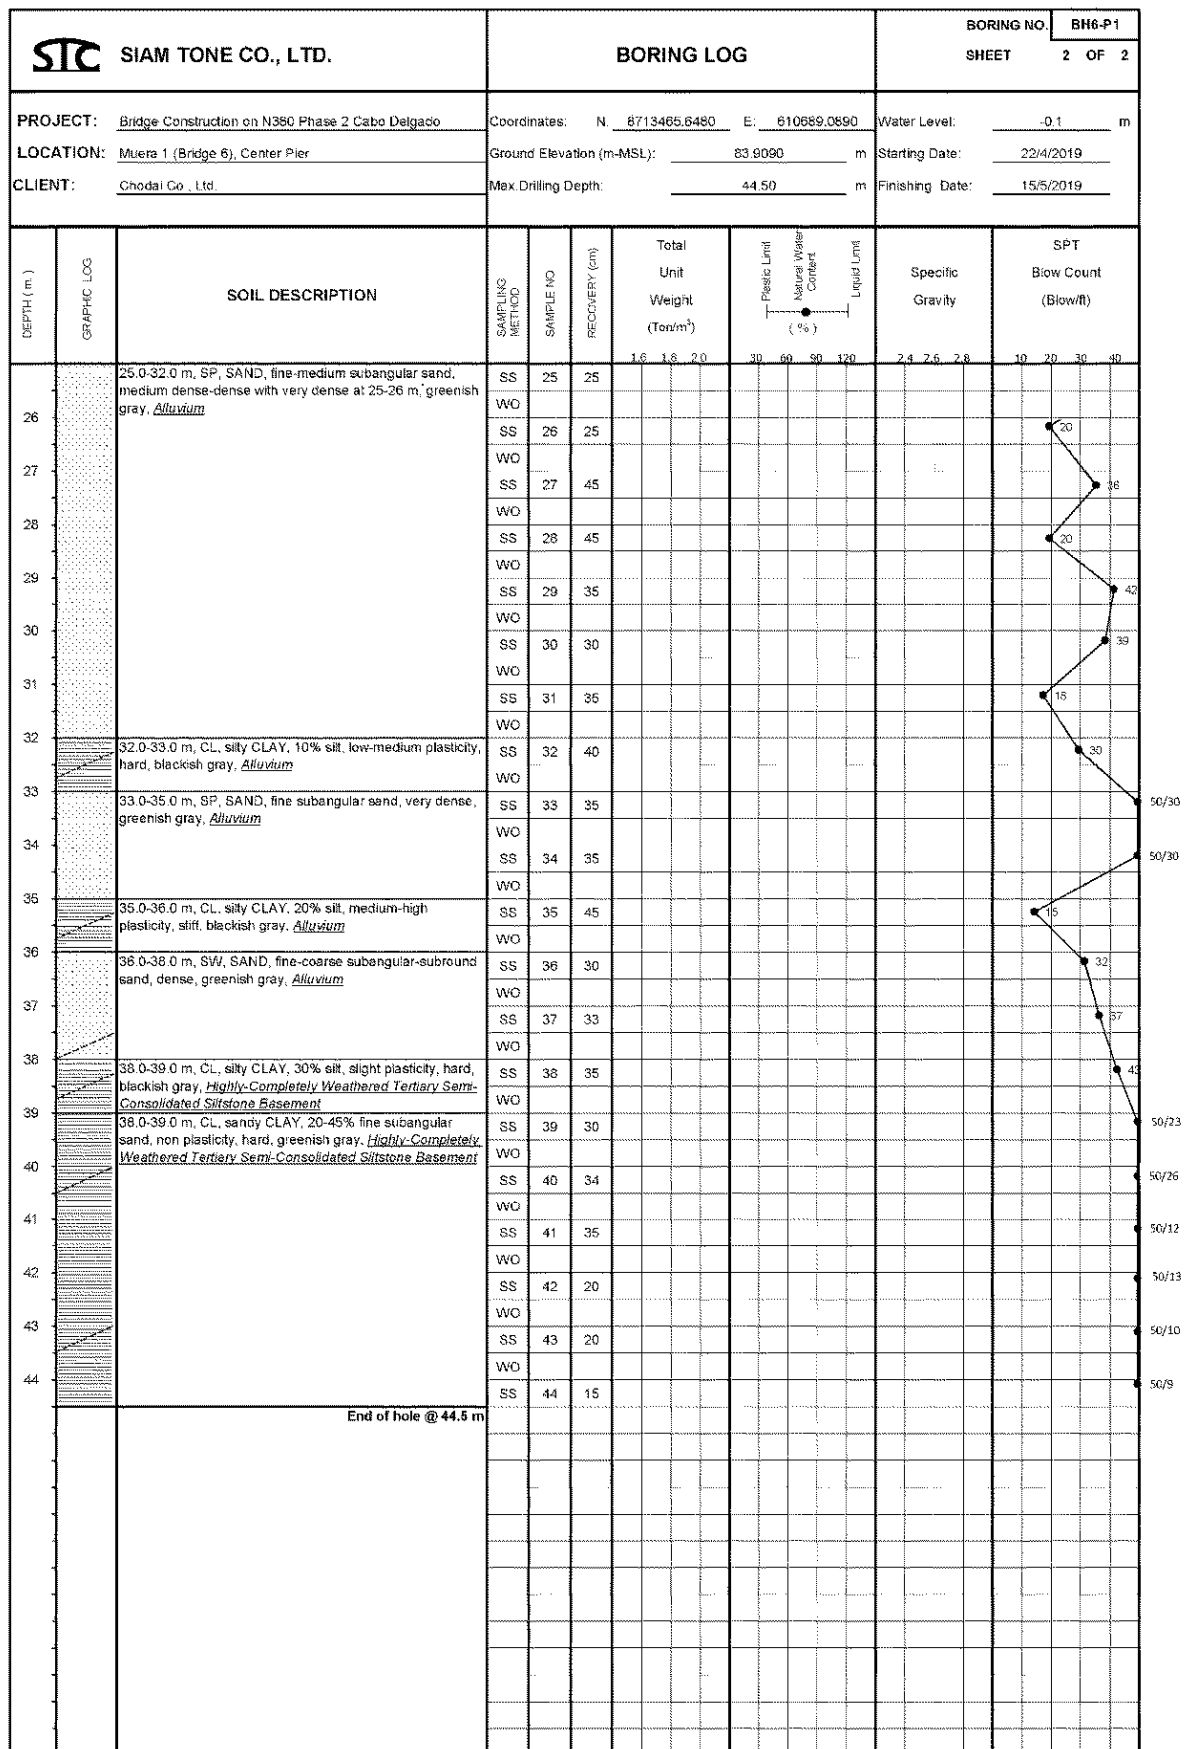 BORING NO. BH6-P1
STC SIAM TONE CO., LTD.
BORING LOG
SHEET 2 OF 2
PROJECT: Bridge Construction on N380 Phase 2 Cabo Delgado
Coordinates: N. 8713465.6480 E: 610689.0890
Water Level: -0.1 m
LOCATION: Muera 1 (Bridge 6), Center Pier
Ground Elevation (m-MSL): 83.9090 m
Starting Date: 22/4/2019
CLIENT: Chodai Co., Ltd.
Max.Drilling Depth: 44.50 m
Finishing Date: 15/5/2019
DEPTH ( m. )
GRAPHIC LOG
SOIL DESCRIPTION
SAMPLING METHOD
SAMPLE NO
RECOVERY (cm)
Total
Unit
Weight
(Ton/m³)
1.6 1.8 2.0
Plastic Limit
Natural Water Content
Liquid Limit
( % )
30 60 90 120
Specific
Gravity
2.4 2.6 2.8
SPT
Blow Count
(Blow/ft)
10 20 30 40
25.0-32.0 m, SP, SAND, fine-medium subangular sand,
medium dense-dense with very dense at 25-26 m, greenish
gray, Alluvium
SS 25 25
WO
26
SS 26 25 20
WO
27
SS 27 45 36
WO
28
SS 28 45 20
WO
29
SS 29 35 42
WO
30
SS 30 30 39
WO
31
SS 31 35 18
WO
32
32.0-33.0 m, CL, silty CLAY, 10% silt, low-medium plasticity,
hard, blackish gray, Alluvium
SS 32 40 30
WO
33
33.0-35.0 m, SP, SAND, fine subangular sand, very dense,
greenish gray, Alluvium
SS 33 35 50/30
WO
34
SS 34 35 50/30
WO
35
35.0-36.0 m, CL, silty CLAY, 20% silt, medium-high
plasticity, stiff, blackish gray, Alluvium
SS 35 45 15
WO
36
36.0-38.0 m, SW, SAND, fine-coarse subangular-subround
sand, dense, greenish gray, Alluvium
SS 36 30 32
WO
37
SS 37 33 37
WO
38
38.0-39.0 m, CL, silty CLAY, 30% silt, slight plasticity, hard,
blackish gray, Highly-Completely Weathered Tertiary Semi-
Consolidated Siltstone Basement
SS 38 35 43
WO
39
38.0-39.0 m, CL, sandy CLAY, 20-45% fine subangular
sand, non plasticity, hard, greenish gray, Highly-Completely
Weathered Tertiary Semi-Consolidated Siltstone Basement
SS 39 30 50/23
WO
40
SS 40 34 50/26
WO
41
SS 41 35 50/12
WO
42
SS 42 20 50/13
WO
43
SS 43 20 50/10
WO
44
SS 44 15 50/9
End of hole @ 44.5 m